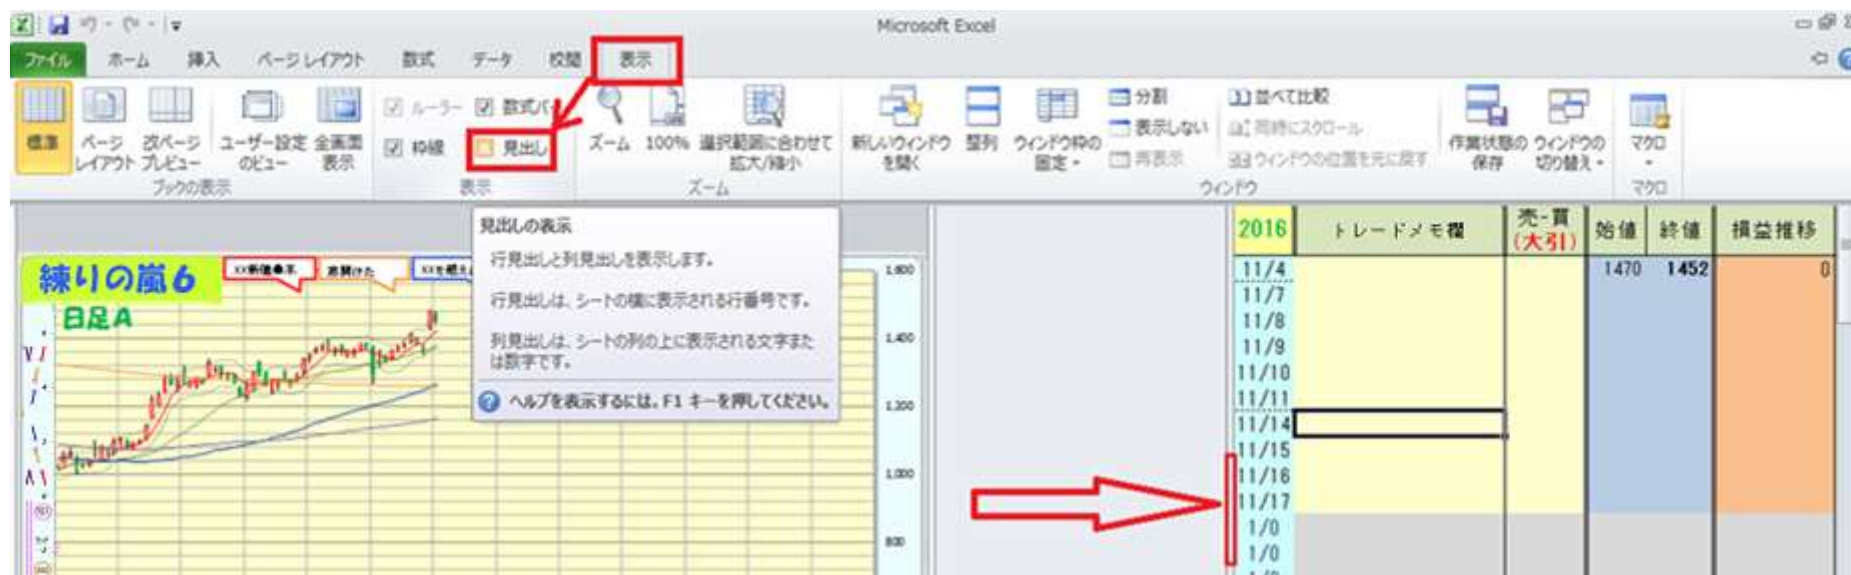 Microsoft Excel
ファイル ホーム 挿入 ページ レイアウト 数式 データ 校閲 表示
標準
ページ レイアウト
改ページ プレビュー
ユーザー設定 のビュー
全画面 表示
ブックの表示
ルーラー
数式バー
枠線
見出し
表示
ズーム
100%
選択範囲に合わせて 拡大/縮小
ズーム
新しいウィンドウ を開く
整列
ウィンドウ枠の 固定
分割
表示しない
再表示
並べて比較
同時にスクロール
ウィンドウの位置を元に戻す
作業状態の 保存
ウィンドウの 切り替え
ウィンドウ
マクロ
マクロ
見出しの表示
行見出しと列見出しを表示します。
行見出しは、シートの横に表示される行番号です。
列見出しは、シートの列の上に表示される文字また
は数字です。
ヘルプを表示するには、F1 キーを押してください。
練りの嵐6
日足A
1,600
1,400
1,200
1,000
800
2016 トレードメモ欄 売-買 (大引) 始値 終値 損益推移
11/4 1470 1452 0
11/7
11/8
11/9
11/10
11/11
11/14
11/15
11/16
11/17
1/0
1/0